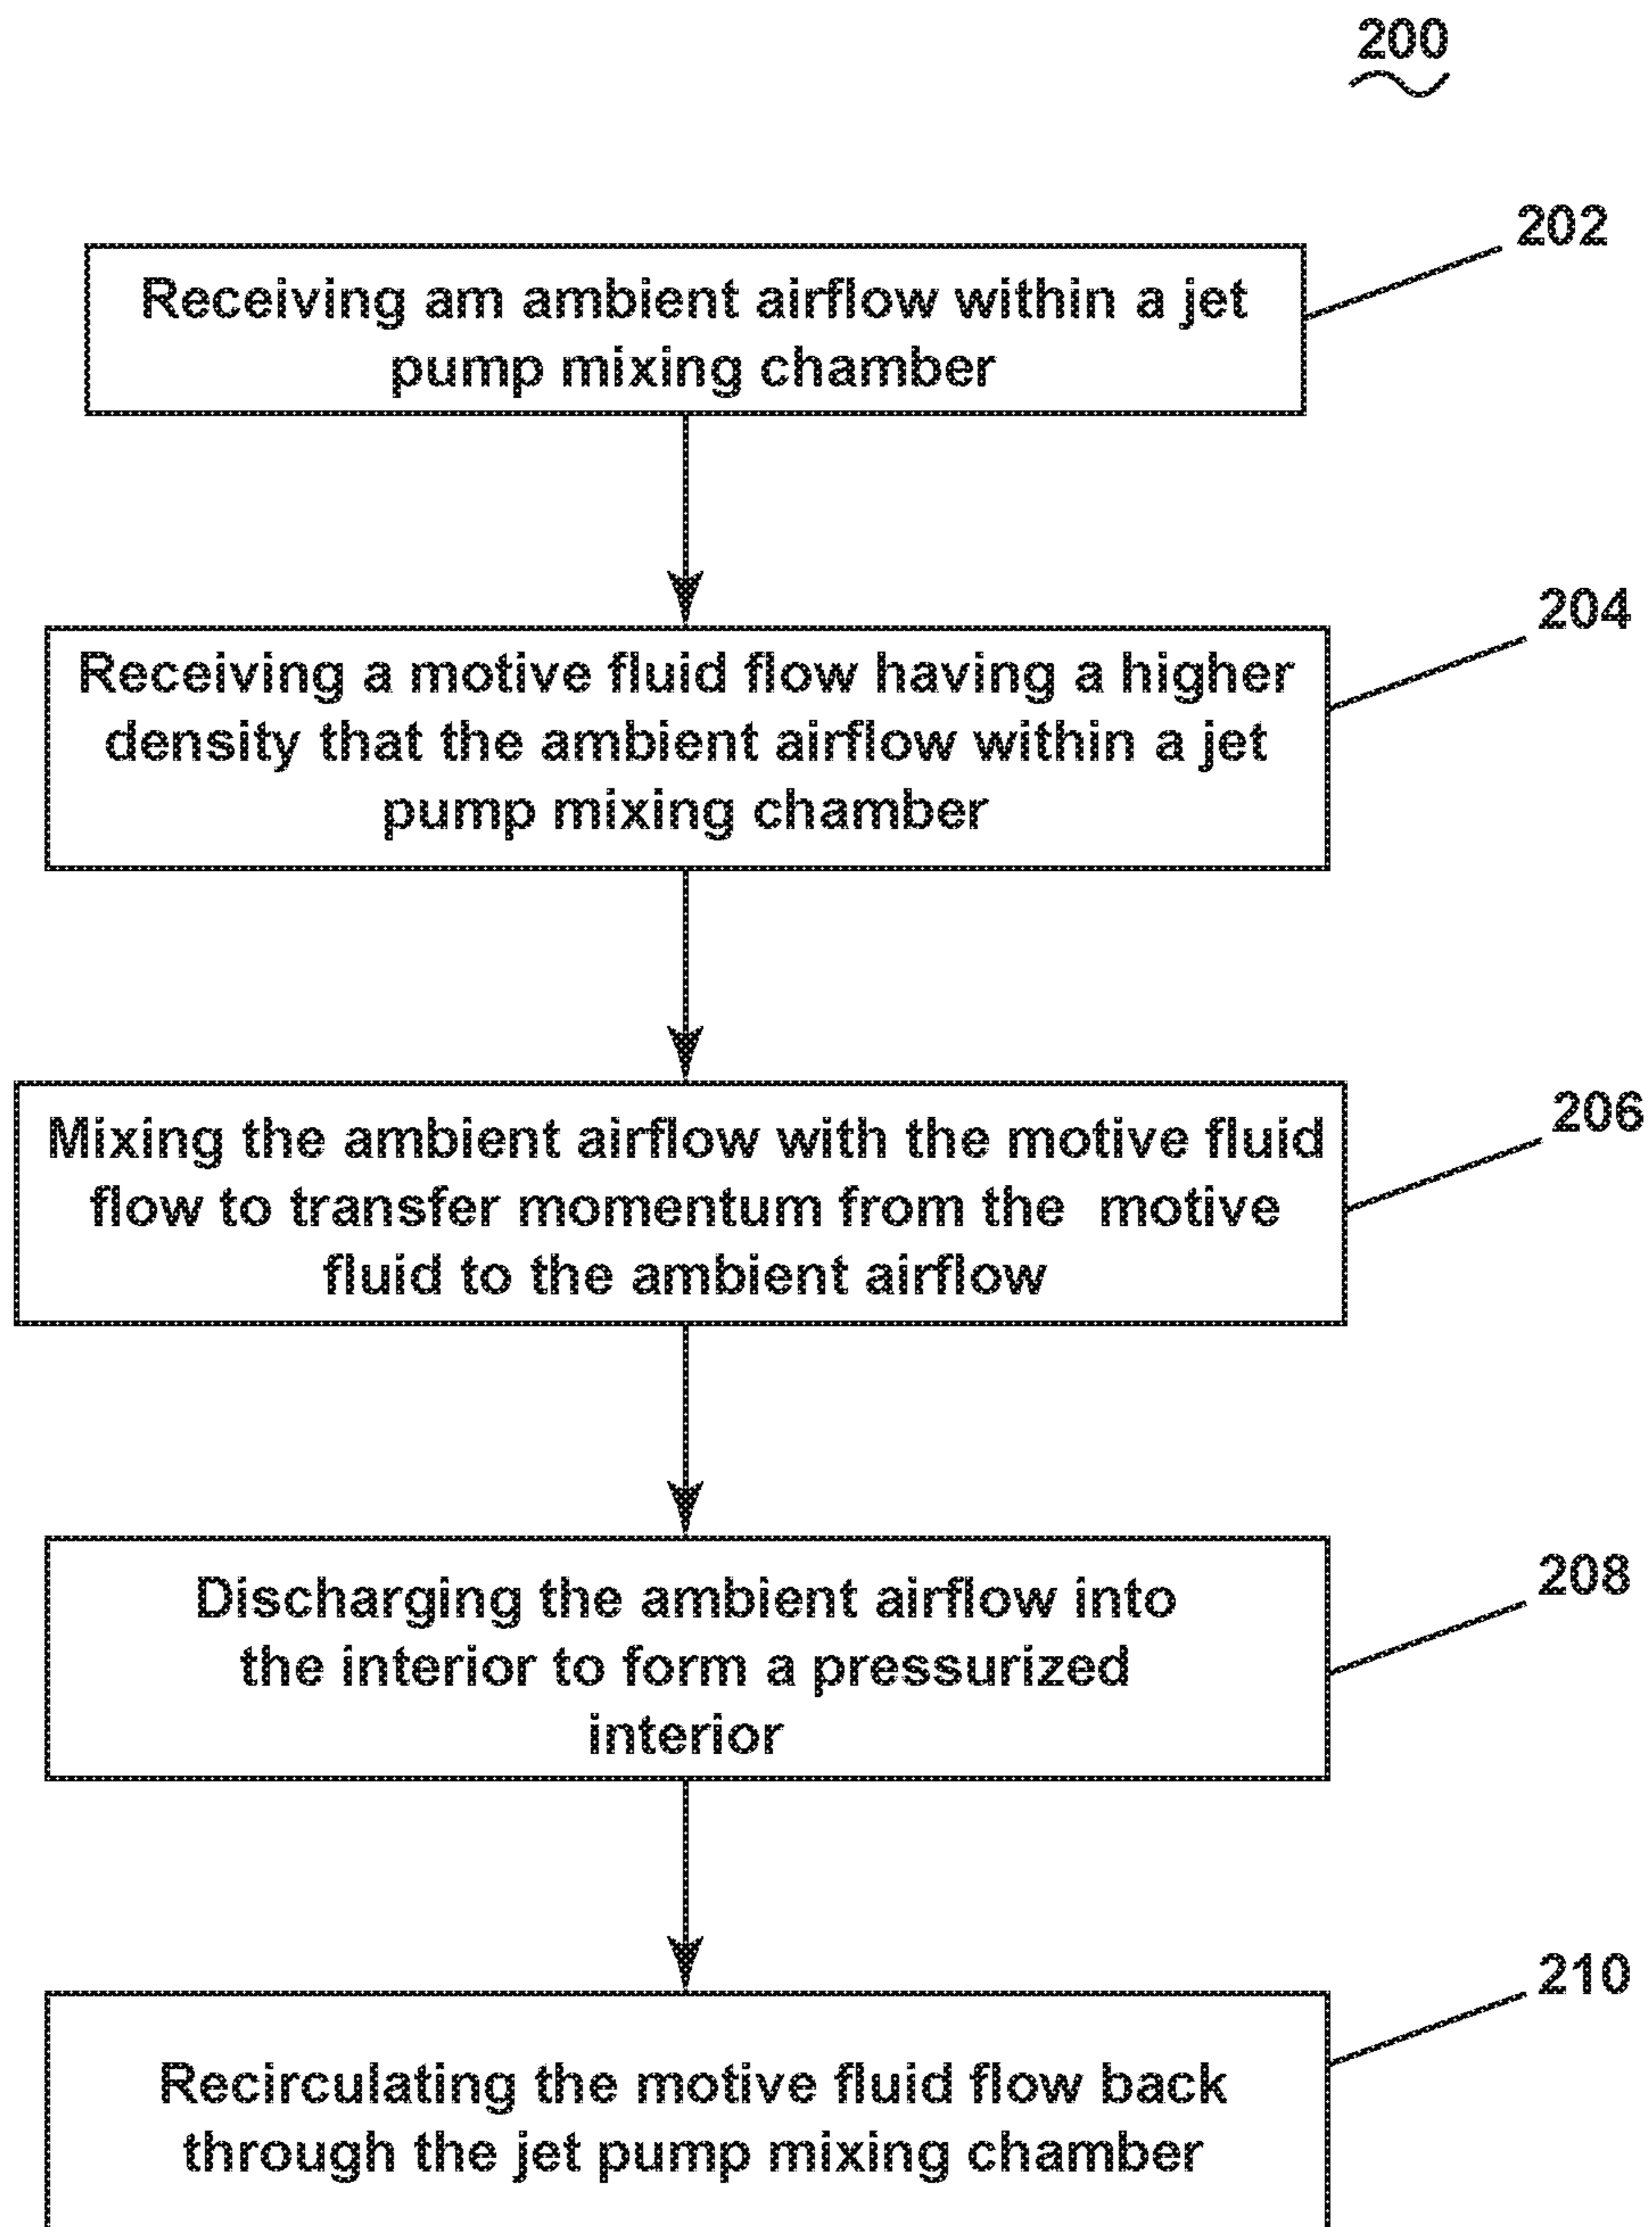 200
202
Receiving am ambient airflow within a jet
pump mixing chamber
204
Receiving a motive fluid flow having a higher
density that the ambient airflow within a jet
pump mixing chamber
206
Mixing the ambient airflow with the motive fluid
flow to transfer momentum from the motive
fluid to the ambient airflow
208
Discharging the ambient airflow into
the interior to form a pressurized
interior
210
Recirculating the motive fluid flow back
through the jet pump mixing chamber